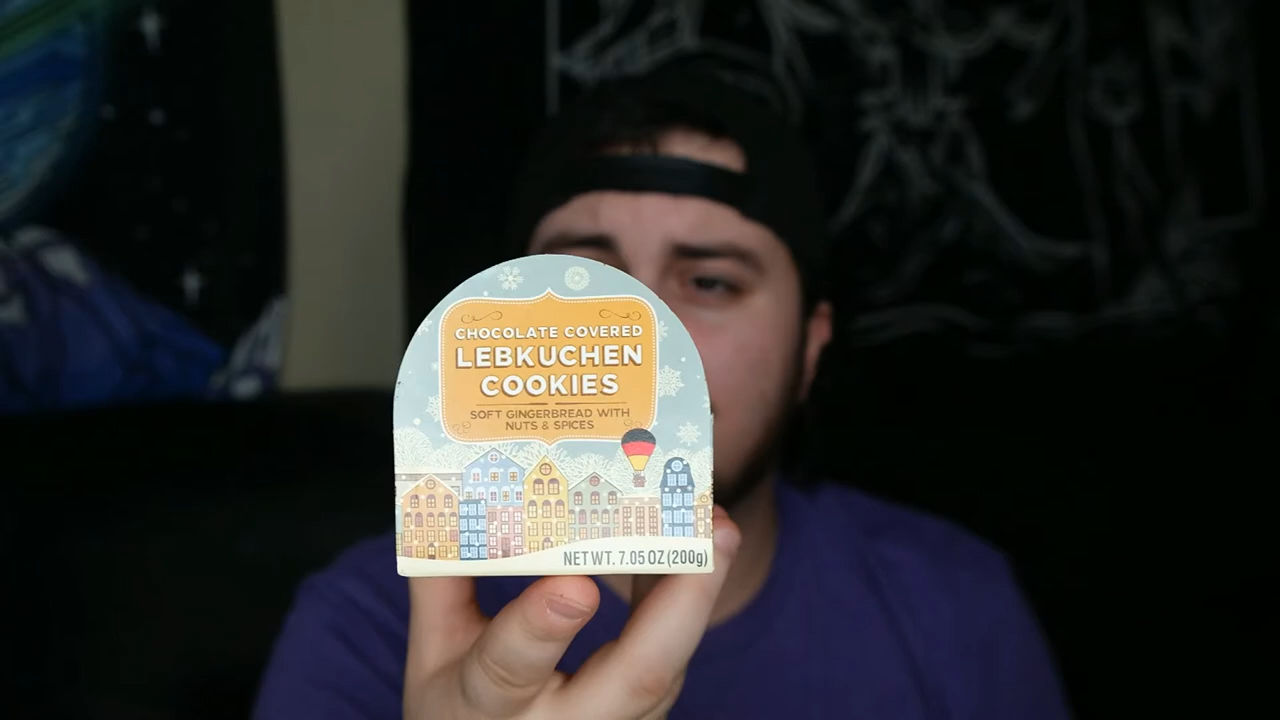 CHOCOLATE COVERED
LEBKUCHEN
COOKIES
SOFT GINGERBREAD WITH
NUTS & SPICES
NET WT. 7.05 OZ (200g)